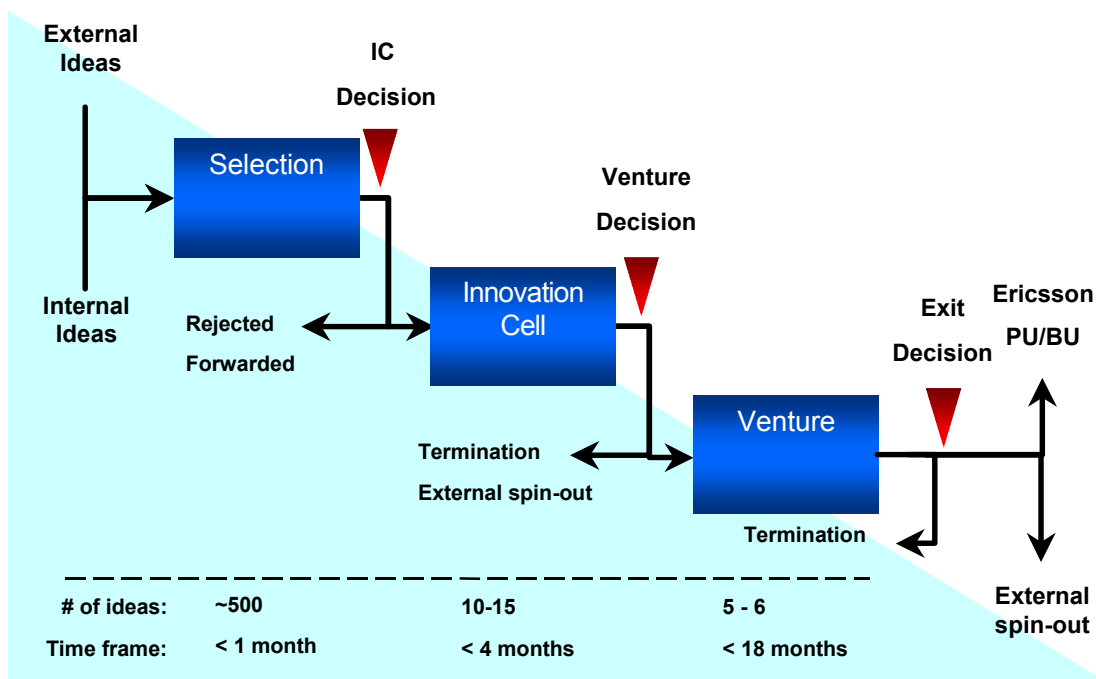 External
Ideas
IC
Decision
Selection
Venture
Decision
Internal
Ideas
Rejected
Forwarded
Innovation
Cell
Exit
Decision
Ericsson
PU/BU
Termination
External spin-out
Venture
Termination
External
spin-out
# of ideas: ~500 10-15 5 - 6
Time frame: < 1 month < 4 months < 18 months